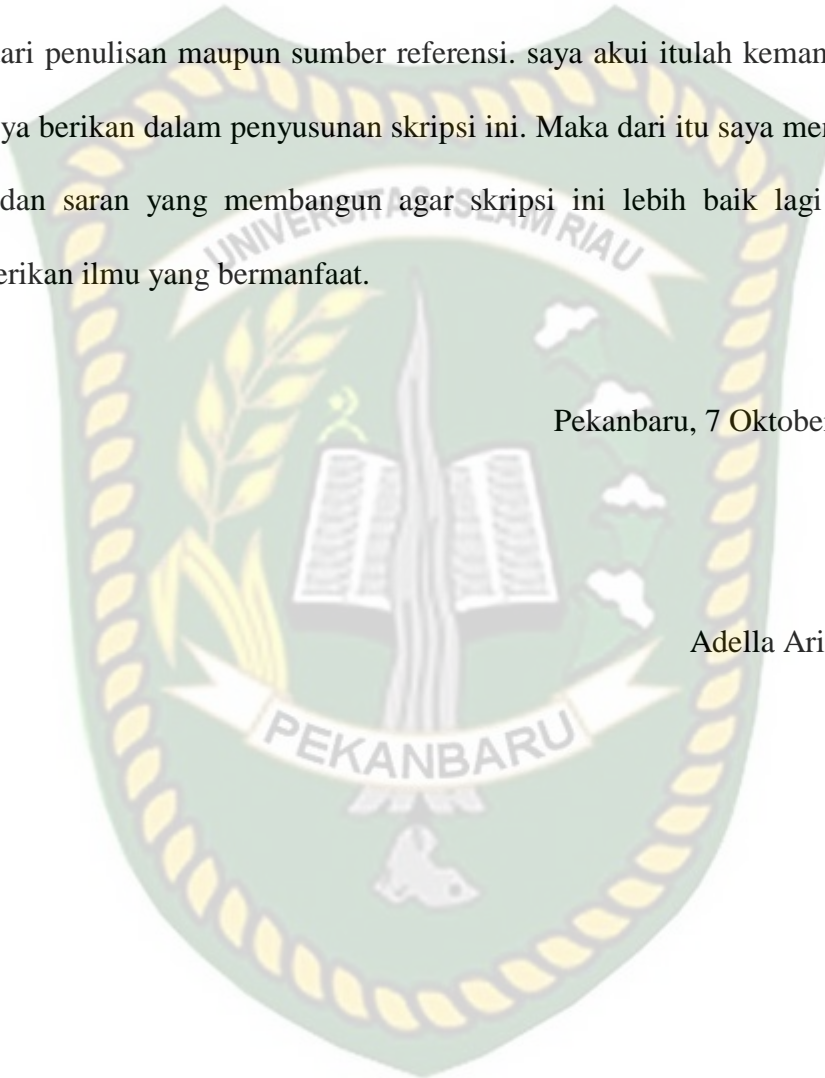 ari penulisan maupun sumber referensi. saya akui itulah keman
ya berikan dalam penyusunan skripsi ini. Maka dari itu saya mer
dan saran yang membangun agar skripsi ini lebih baik lagi
erikan ilmu yang bermanfaat.
UNIVERSITAS ISLAM RIAU
Pekanbaru, 7 Oktober
Adella Ari
PEKANBARU